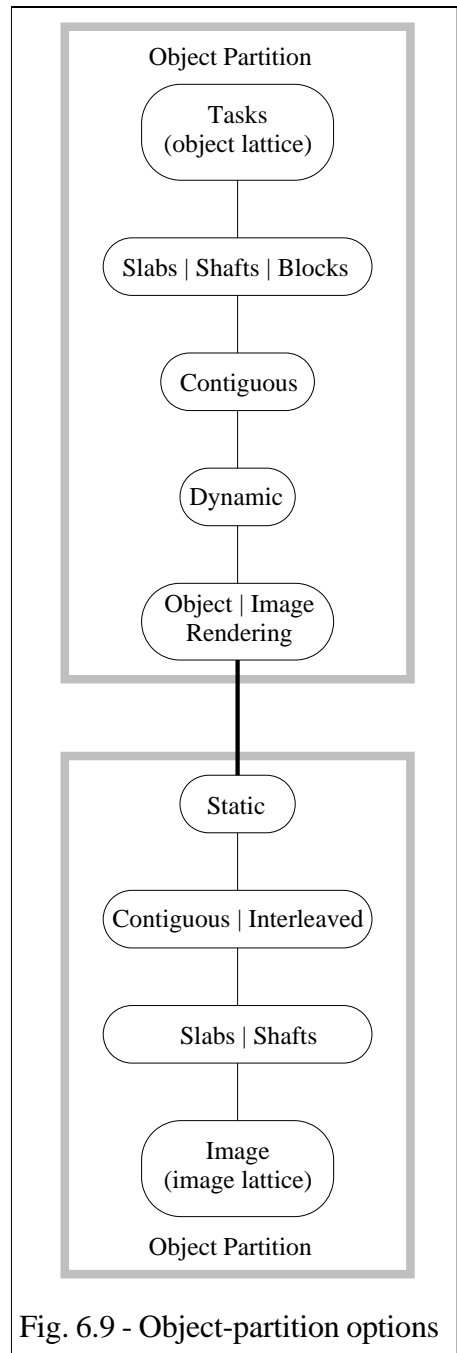 Object Partition
Tasks
(object lattice)
Slabs | Shafts | Blocks
Contiguous
Dynamic
Object | Image
Rendering
Static
Contiguous | Interleaved
Slabs | Shafts
Image
(image lattice)
Object Partition
Fig. 6.9 - Object-partition options